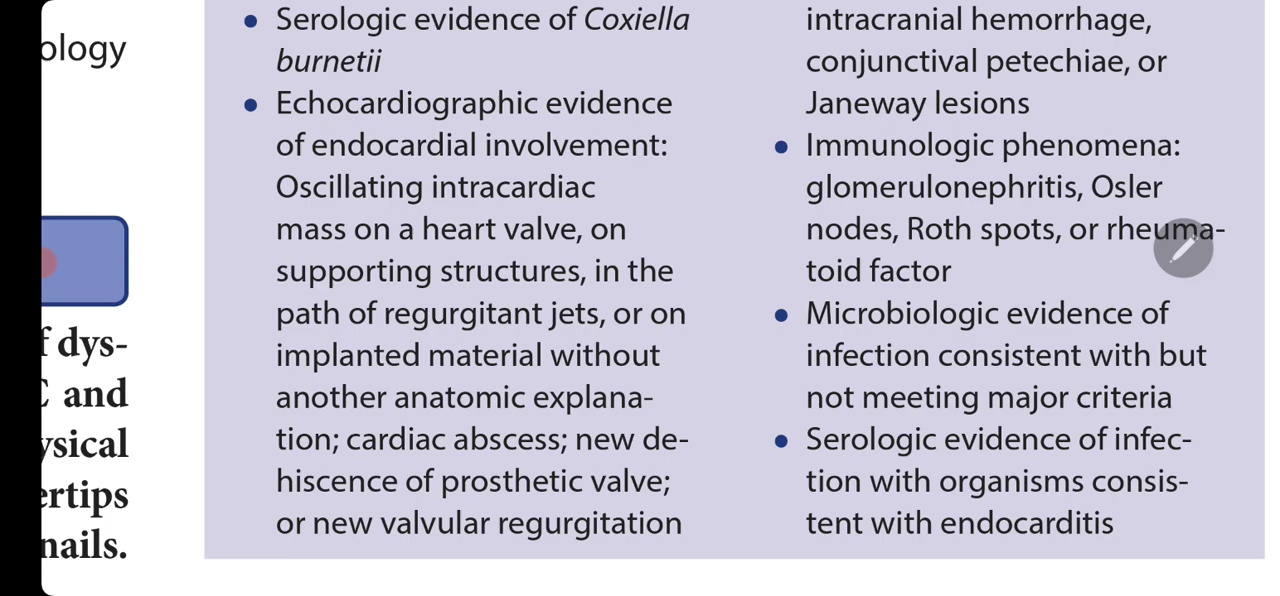 ology
f dys-
C and
ysical
ertips
nails.
Serologic evidence of Coxiella
burnetii
Echocardiographic evidence
of endocardial involvement:
Oscillating intracardiac
mass on a heart valve, on
supporting structures, in the
path of regurgitant jets, or on
implanted material without
another anatomic explana-
tion; cardiac abscess; new de-
hiscence of prosthetic valve;
or new valvular regurgitation
intracranial hemorrhage,
conjunctival petechiae, or
Janeway lesions
Immunologic phenomena:
glomerulonephritis, Osler
nodes, Roth spots, or rheuma-
toid factor
Microbiologic evidence of
infection consistent with but
not meeting major criteria
Serologic evidence of infec-
tion with organisms consis-
tent with endocarditis